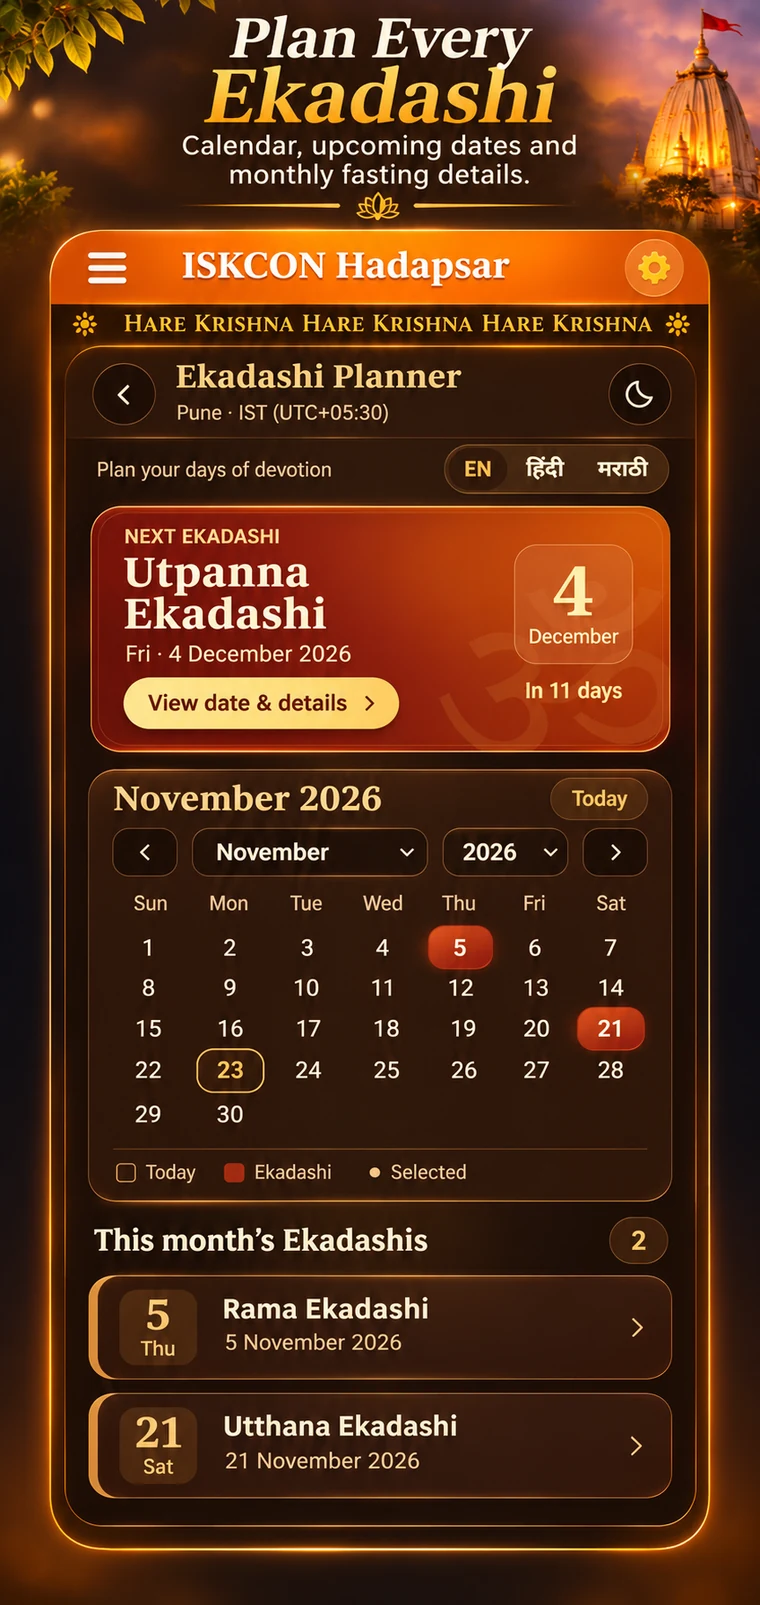 Plan Every
Ekadashi
Calendar, upcoming dates and
monthly fasting details.
ISKCON Hadapsar
HARE KRISHNA HARE KRISHNA HARE KRISHNA
Ekadashi Planner
Pune · IST (UTC+05:30)
Plan your days of devotion
EN हिंदी मराठी
NEXT EKADASHI
Utpanna
Ekadashi
Fri · 4 December 2026
View date & details
4
December
In 11 days
ॐ
November 2026
Today
November 2026
Sun Mon Tue Wed Thu Fri Sat
1 2 3 4 5 6 7
8 9 10 11 12 13 14
15 16 17 18 19 20 21
22 23 24 25 26 27 28
29 30
Today Ekadashi Selected
This month’s Ekadashis
2
5
Thu
Rama Ekadashi
5 November 2026
21
Sat
Utthana Ekadashi
21 November 2026